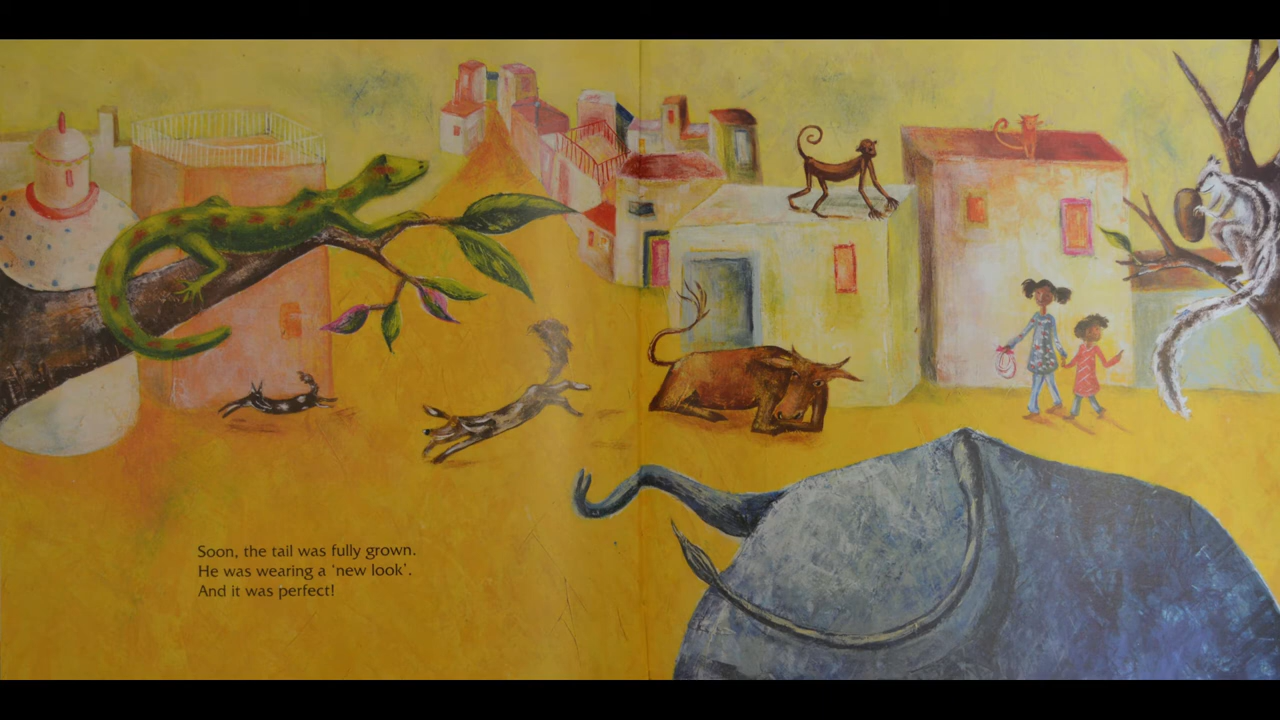 Soon, the tail was fully grown.
He was wearing a ‘new look’.
And it was perfect!